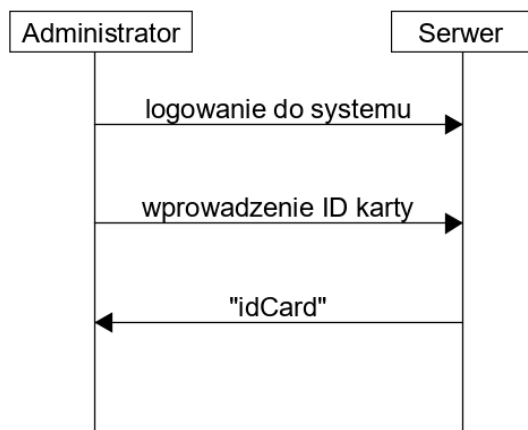 Administrator
Serwer
logowanie do systemu
wprowadzenie ID karty
"idCard"